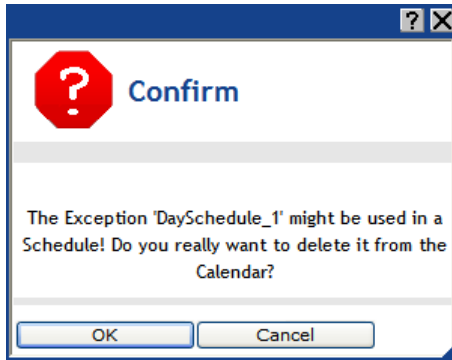 Confirm
The Exception 'DaySchedule_1' might be used in a
Schedule! Do you really want to delete it from the
Calendar?
OK
Cancel